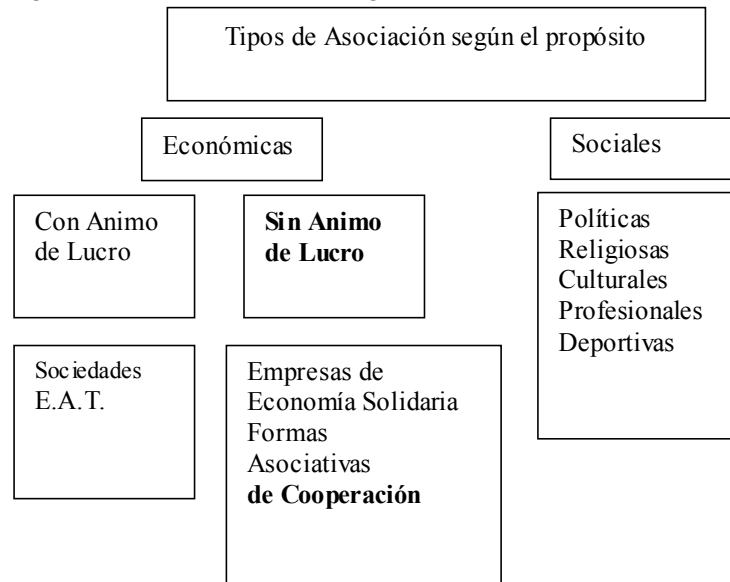 Tipos de Asociación según el propósito
Económicas
Sociales
Con Animo
de Lucro
Sin Animo
de Lucro
Políticas
Religiosas
Culturales
Profesionales
Deportivas
Sociedades
E.A.T.
Empresas de
Economía Solidaria
Formas
Asociativas
de Cooperación